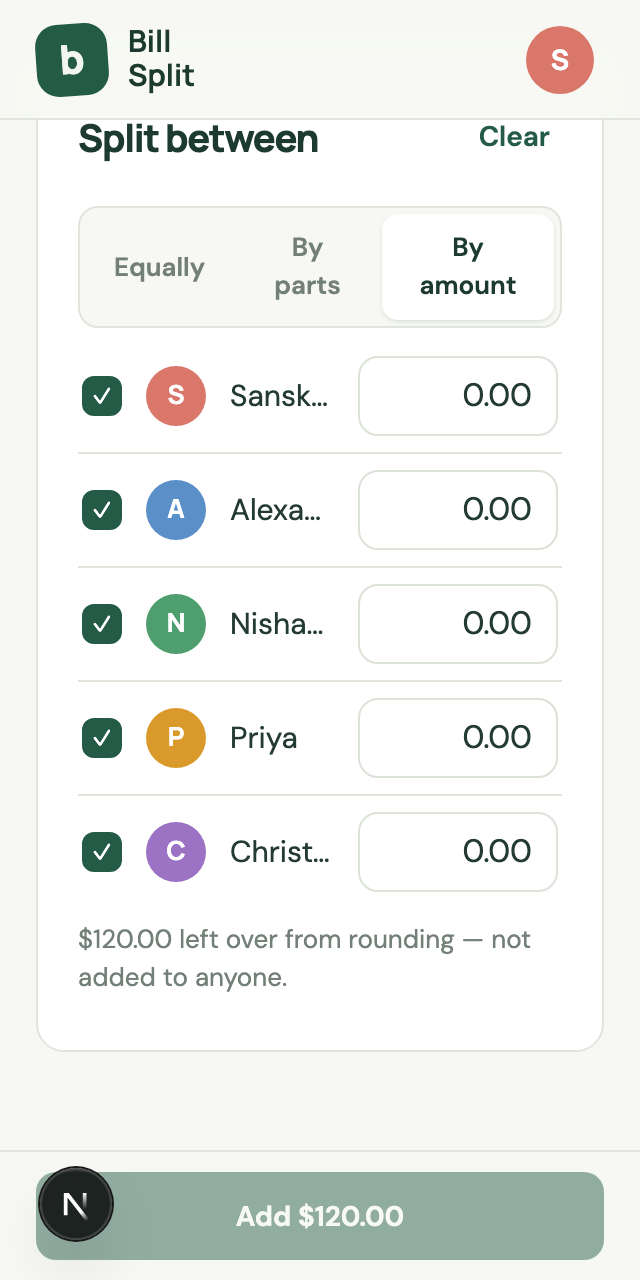 b
Bill
Split
S
Split between
Clear
Equally
By
parts
By
amount
S
Sansk...
0.00
A
Alexa...
0.00
N
Nisha...
0.00
P
Priya
0.00
C
Christ...
0.00
$120.00 left over from rounding — not
added to anyone.
N
Add $120.00